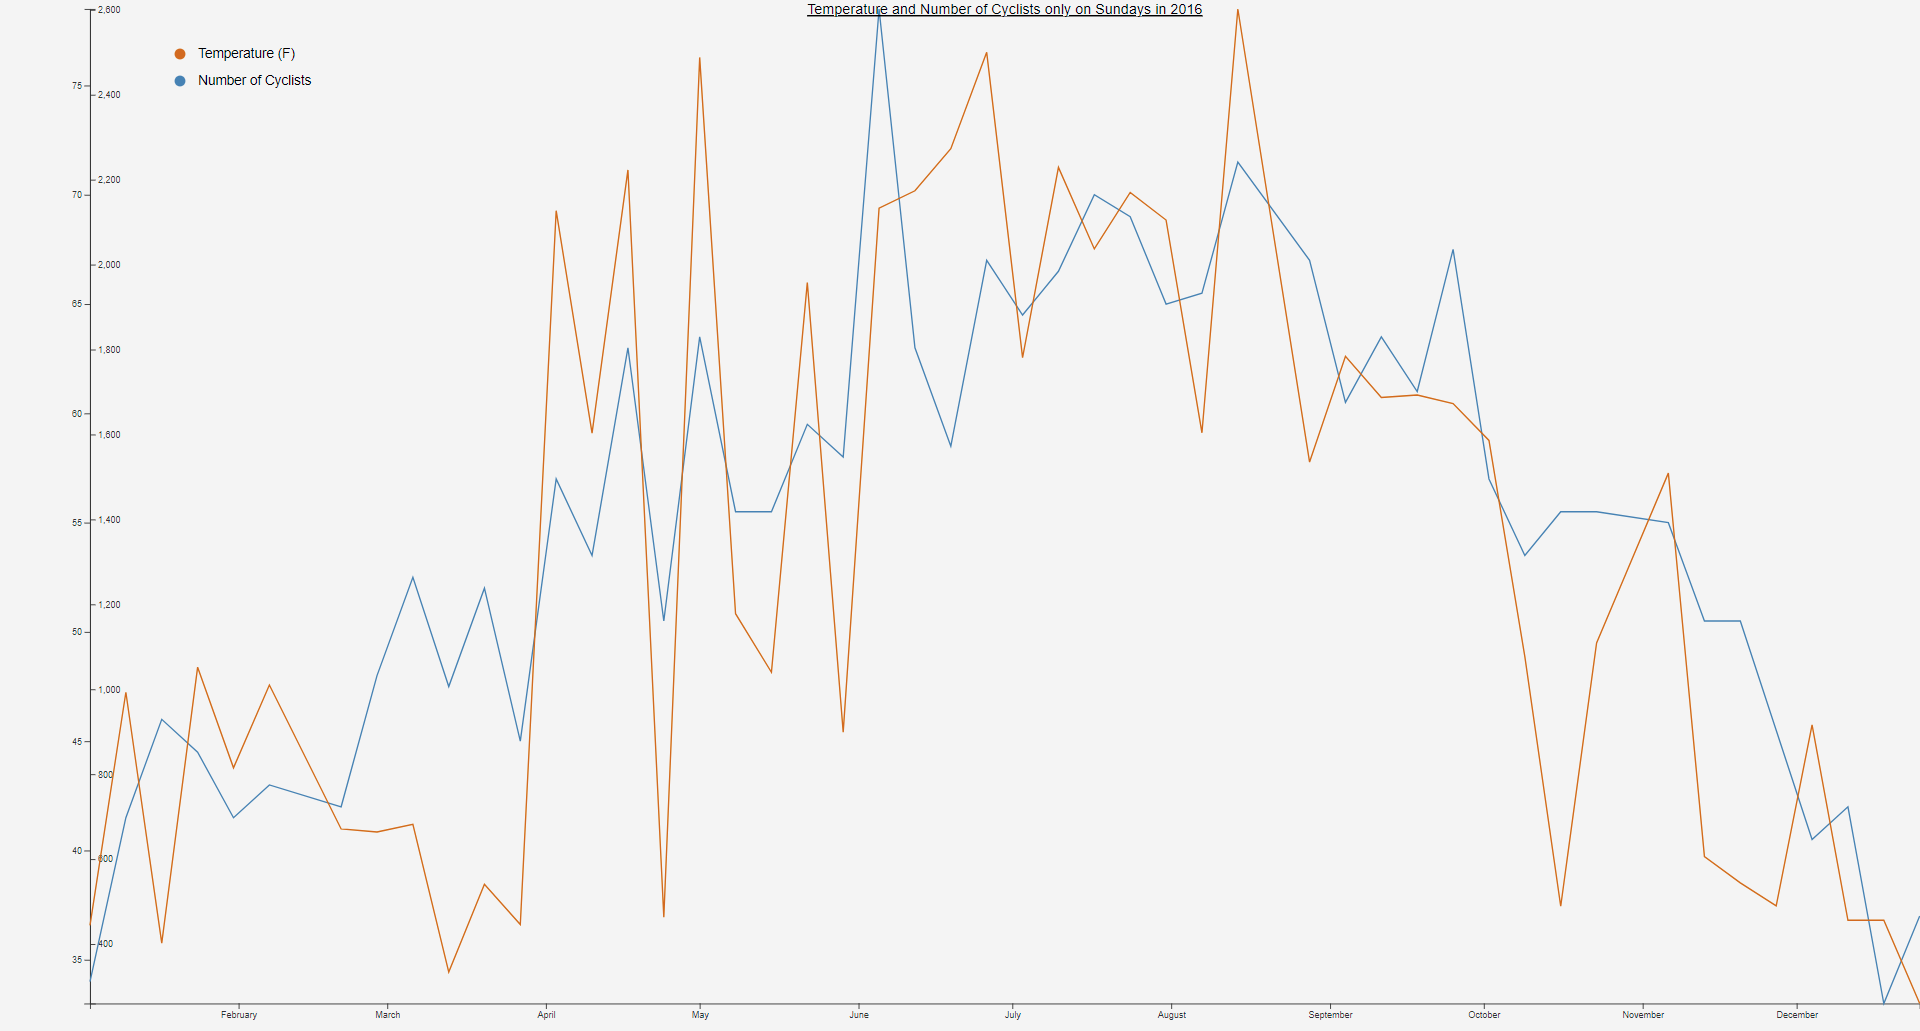 Temperature and Number of Cyclists only on Sundays in 2016
Temperature (F)
Number of Cyclists
75
70
65
60
55
50
45
40
35
2,600
2,400
2,200
2,000
1,800
1,600
1,400
1,200
1,000
800
600
400
February
March
April
May
June
July
August
September
October
November
December